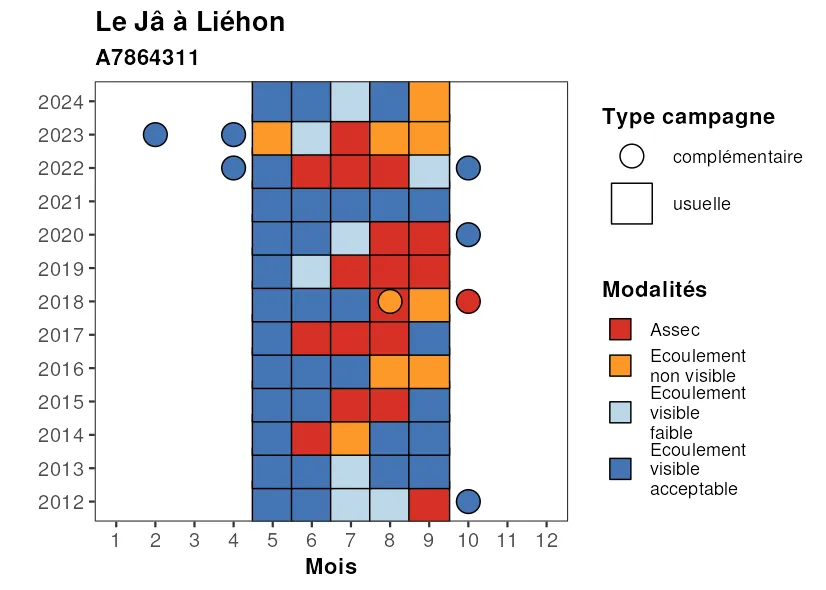 Le Jâ à Liéhon
A7864311
2024
2023
2022
2021
2020
2019
2018
2017
2016
2015
2014
2013
2012
1 2 3 4 5 6 7 8 9 10 11 12
Mois
Type campagne
complémentaire
usuelle
Modalités
Assec
Ecoulement
non visible
Ecoulement
visible
faible
Ecoulement
visible
acceptable